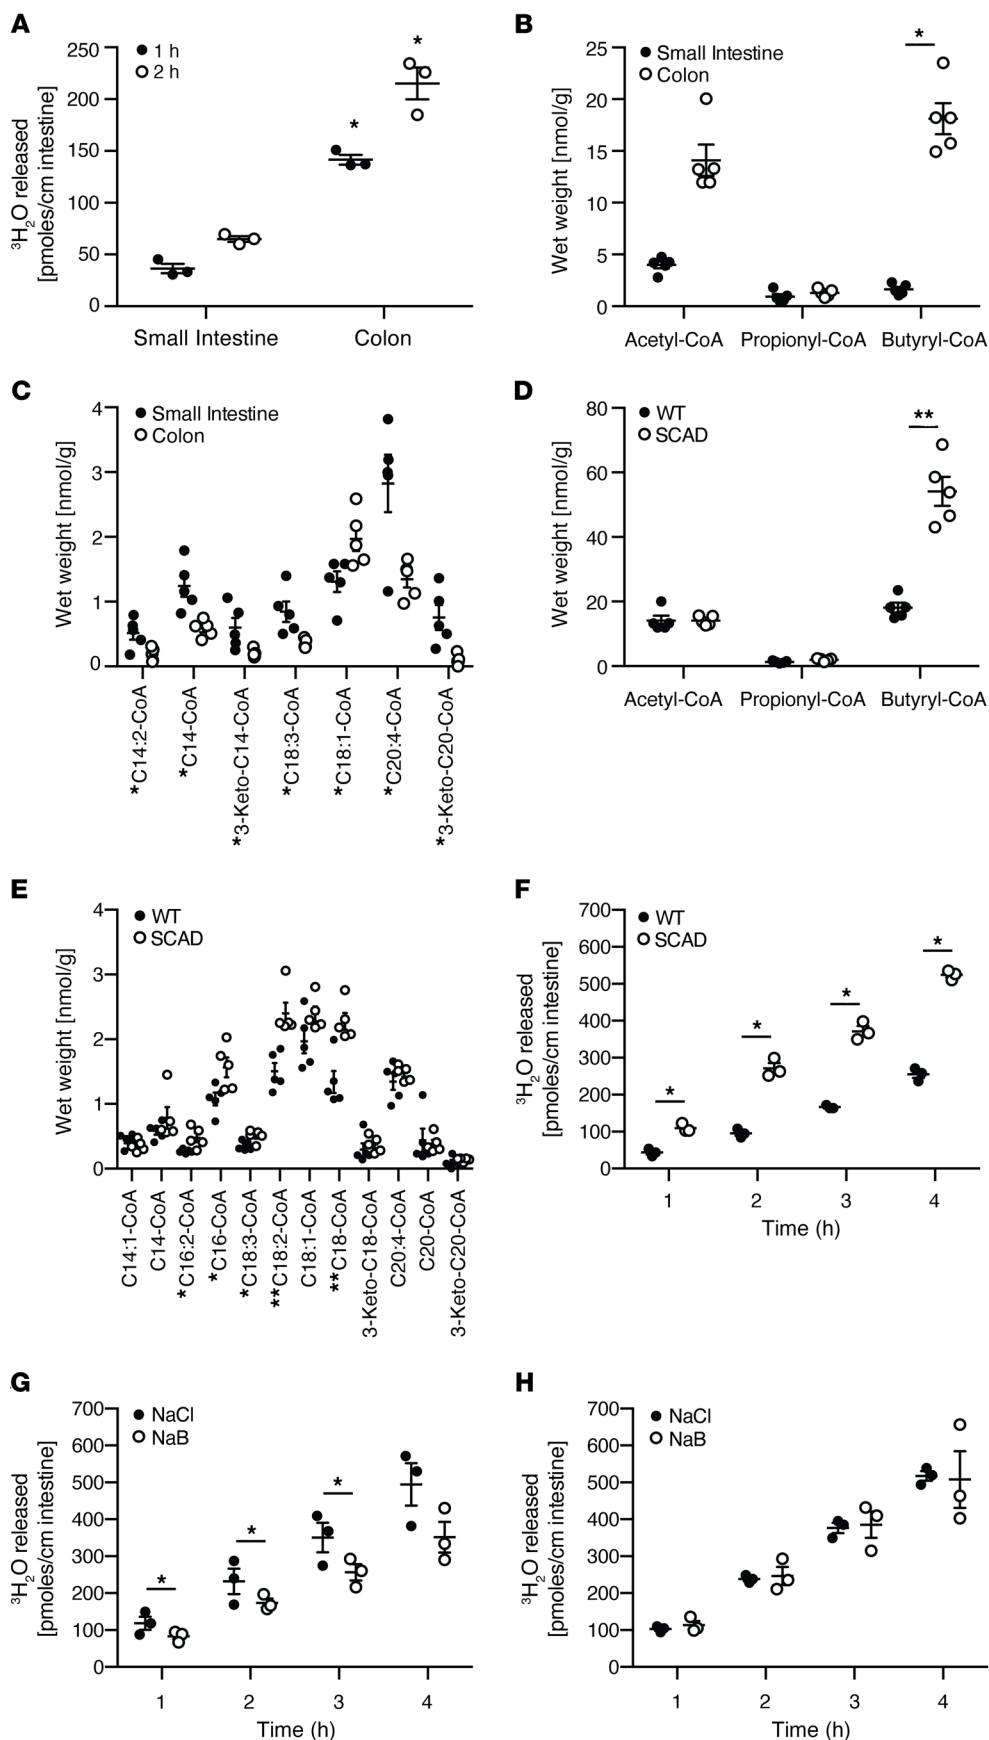 A
250
200
150
100
50
0
³H₂O released
[pmoles/cm intestine]
1 h
2 h
*
*
Small Intestine
Colon
B
25
20
15
10
5
0
Wet weight [nmol/g]
Small Intestine
Colon
*
Acetyl-CoA
Propionyl-CoA
Butyryl-CoA
C
4
3
2
1
0
Wet weight [nmol/g]
Small Intestine
Colon
*C14:2-CoA
*C14-CoA
*3-Keto-C14-CoA
*C18:3-CoA
*C18:1-CoA
*C20:4-CoA
*3-Keto-C20-CoA
D
80
60
40
20
0
Wet weight [nmol/g]
WT
SCAD
**
Acetyl-CoA
Propionyl-CoA
Butyryl-CoA
E
4
3
2
1
0
Wet weight [nmol/g]
WT
SCAD
C14:1-CoA
C14-CoA
*C16:2-CoA
*C16-CoA
*C18:3-CoA
**C18:2-CoA
C18:1-CoA
**C18-CoA
3-Keto-C18-CoA
C20:4-CoA
C20-CoA
3-Keto-C20-CoA
F
700
600
500
400
300
200
100
0
³H₂O released
[pmoles/cm intestine]
WT
SCAD
*
*
*
*
1
2
3
4
Time (h)
G
700
600
500
400
300
200
100
0
³H₂O released
[pmoles/cm intestine]
NaCl
NaB
*
*
*
1
2
3
4
Time (h)
H
700
600
500
400
300
200
100
0
³H₂O released
[pmoles/cm intestine]
NaCl
NaB
1
2
3
4
Time (h)